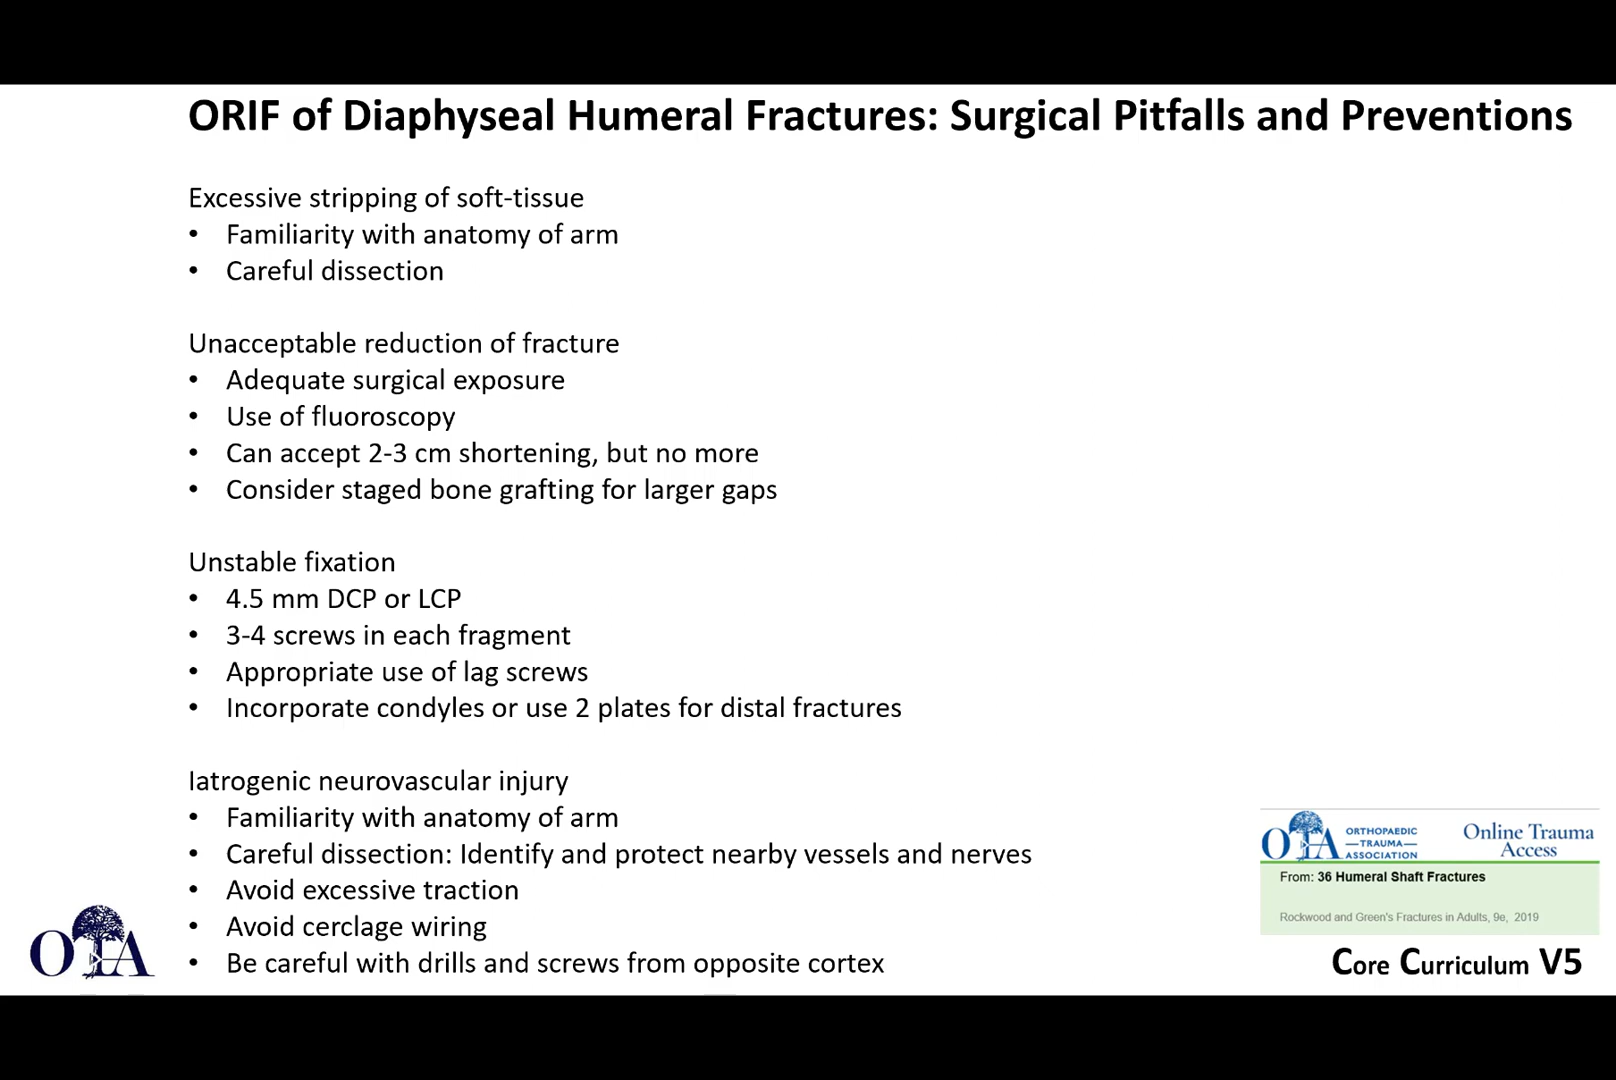 ORIF of Diaphyseal Humeral Fractures: Surgical Pitfalls and Preventions
Excessive stripping of soft-tissue
• Familiarity with anatomy of arm
• Careful dissection
Unacceptable reduction of fracture
• Adequate surgical exposure
• Use of fluoroscopy
• Can accept 2-3 cm shortening, but no more
• Consider staged bone grafting for larger gaps
Unstable fixation
• 4.5 mm DCP or LCP
• 3-4 screws in each fragment
• Appropriate use of lag screws
• Incorporate condyles or use 2 plates for distal fractures
Iatrogenic neurovascular injury
• Familiarity with anatomy of arm
• Careful dissection: Identify and protect nearby vessels and nerves
• Avoid excessive traction
• Avoid cerclage wiring
• Be careful with drills and screws from opposite cortex
OTA
OTA
ORTHOPAEDIC
TRAUMA
ASSOCIATION
Online Trauma
Access
From: 36 Humeral Shaft Fractures
Rockwood and Green's Fractures in Adults, 9e, 2019
Core Curriculum V5